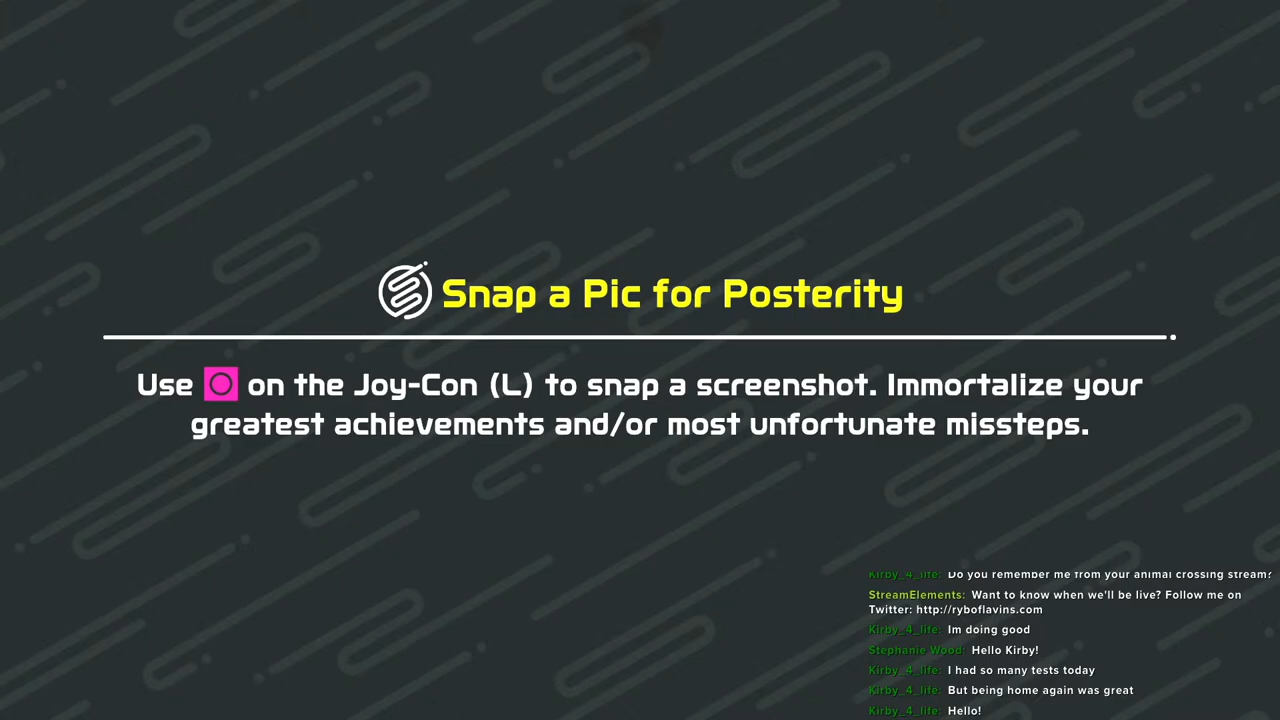 Snap a Pic for Posterity
Use on the Joy-Con (L) to snap a screenshot. Immortalize your
greatest achievements and/or most unfortunate missteps.
Kirby_4_life: Do you remember me from your animal crossing stream?
StreamElements: Want to know when we'll be live? Follow me on
Twitter: http://ryboflavins.com
Kirby_4_life: Im doing good
Stephanie Wood: Hello Kirby!
Kirby_4_life: I had so many tests today
Kirby_4_life: But being home again was great
Kirby_4_life: Hello!